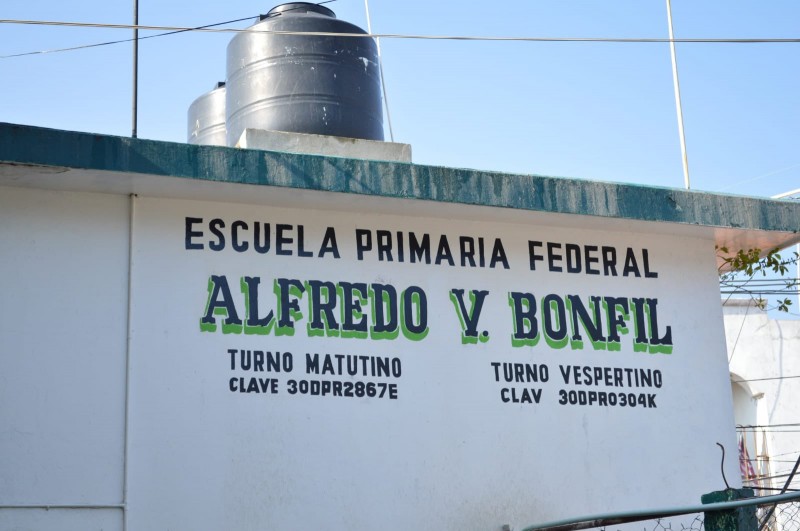 ESCUELA PRIMARIA FEDERAL
ALFREDO V. BONFIL
TURNO MATUTINO
CLAVE 30DPR2867E
TURNO VESPERTINO
CLAV 30DPR0304K